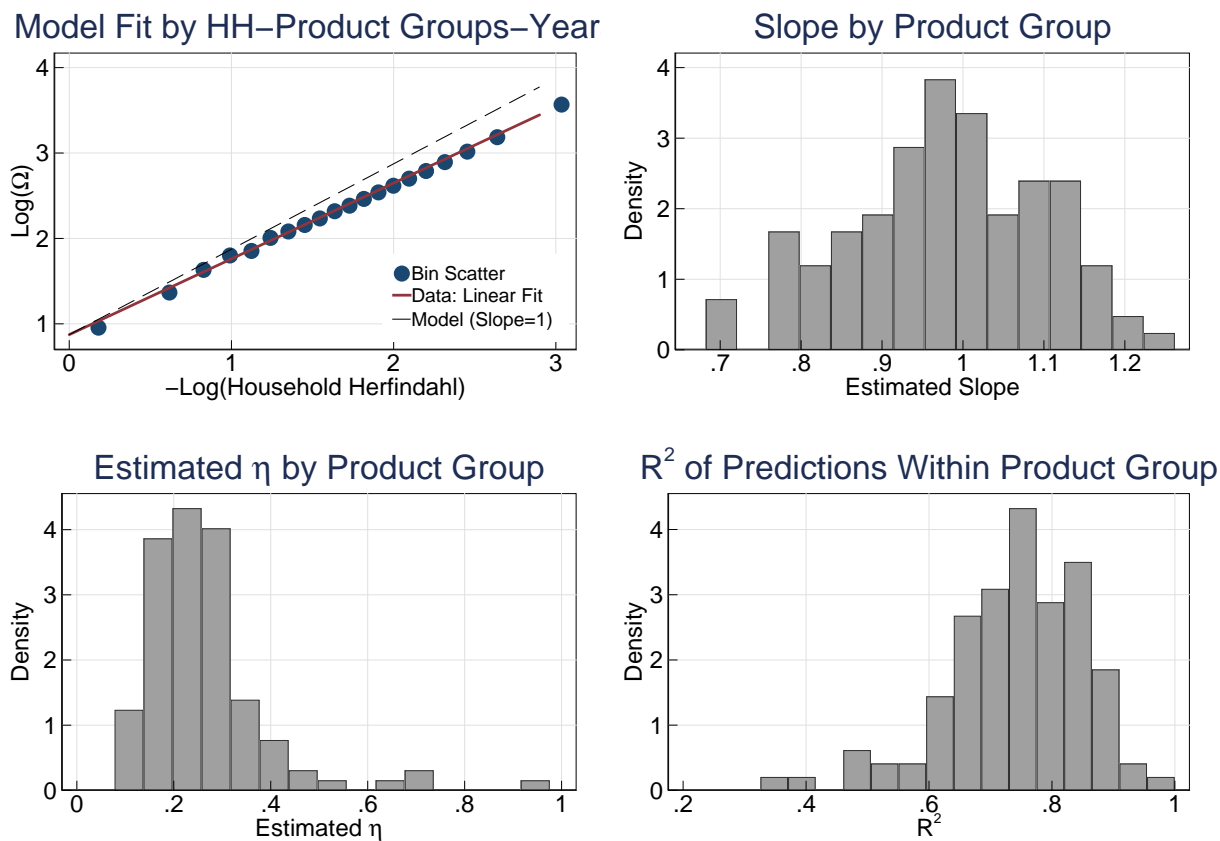 Model Fit by HH−Product Groups−Year
4
3
2
1
Log(Ω)
Bin Scatter
Data: Linear Fit
Model (Slope=1)
0 1 2 3
−Log(Household Herfindahl)
Slope by Product Group
4
3
2
1
0
Density
.7 .8 .9 1 1.1 1.2
Estimated Slope
Estimated η by Product Group
4
3
2
1
0
Density
0 .2 .4 .6 .8 1
Estimated η
R² of Predictions Within Product Group
4
3
2
1
0
Density
.2 .4 .6 .8 1
R²